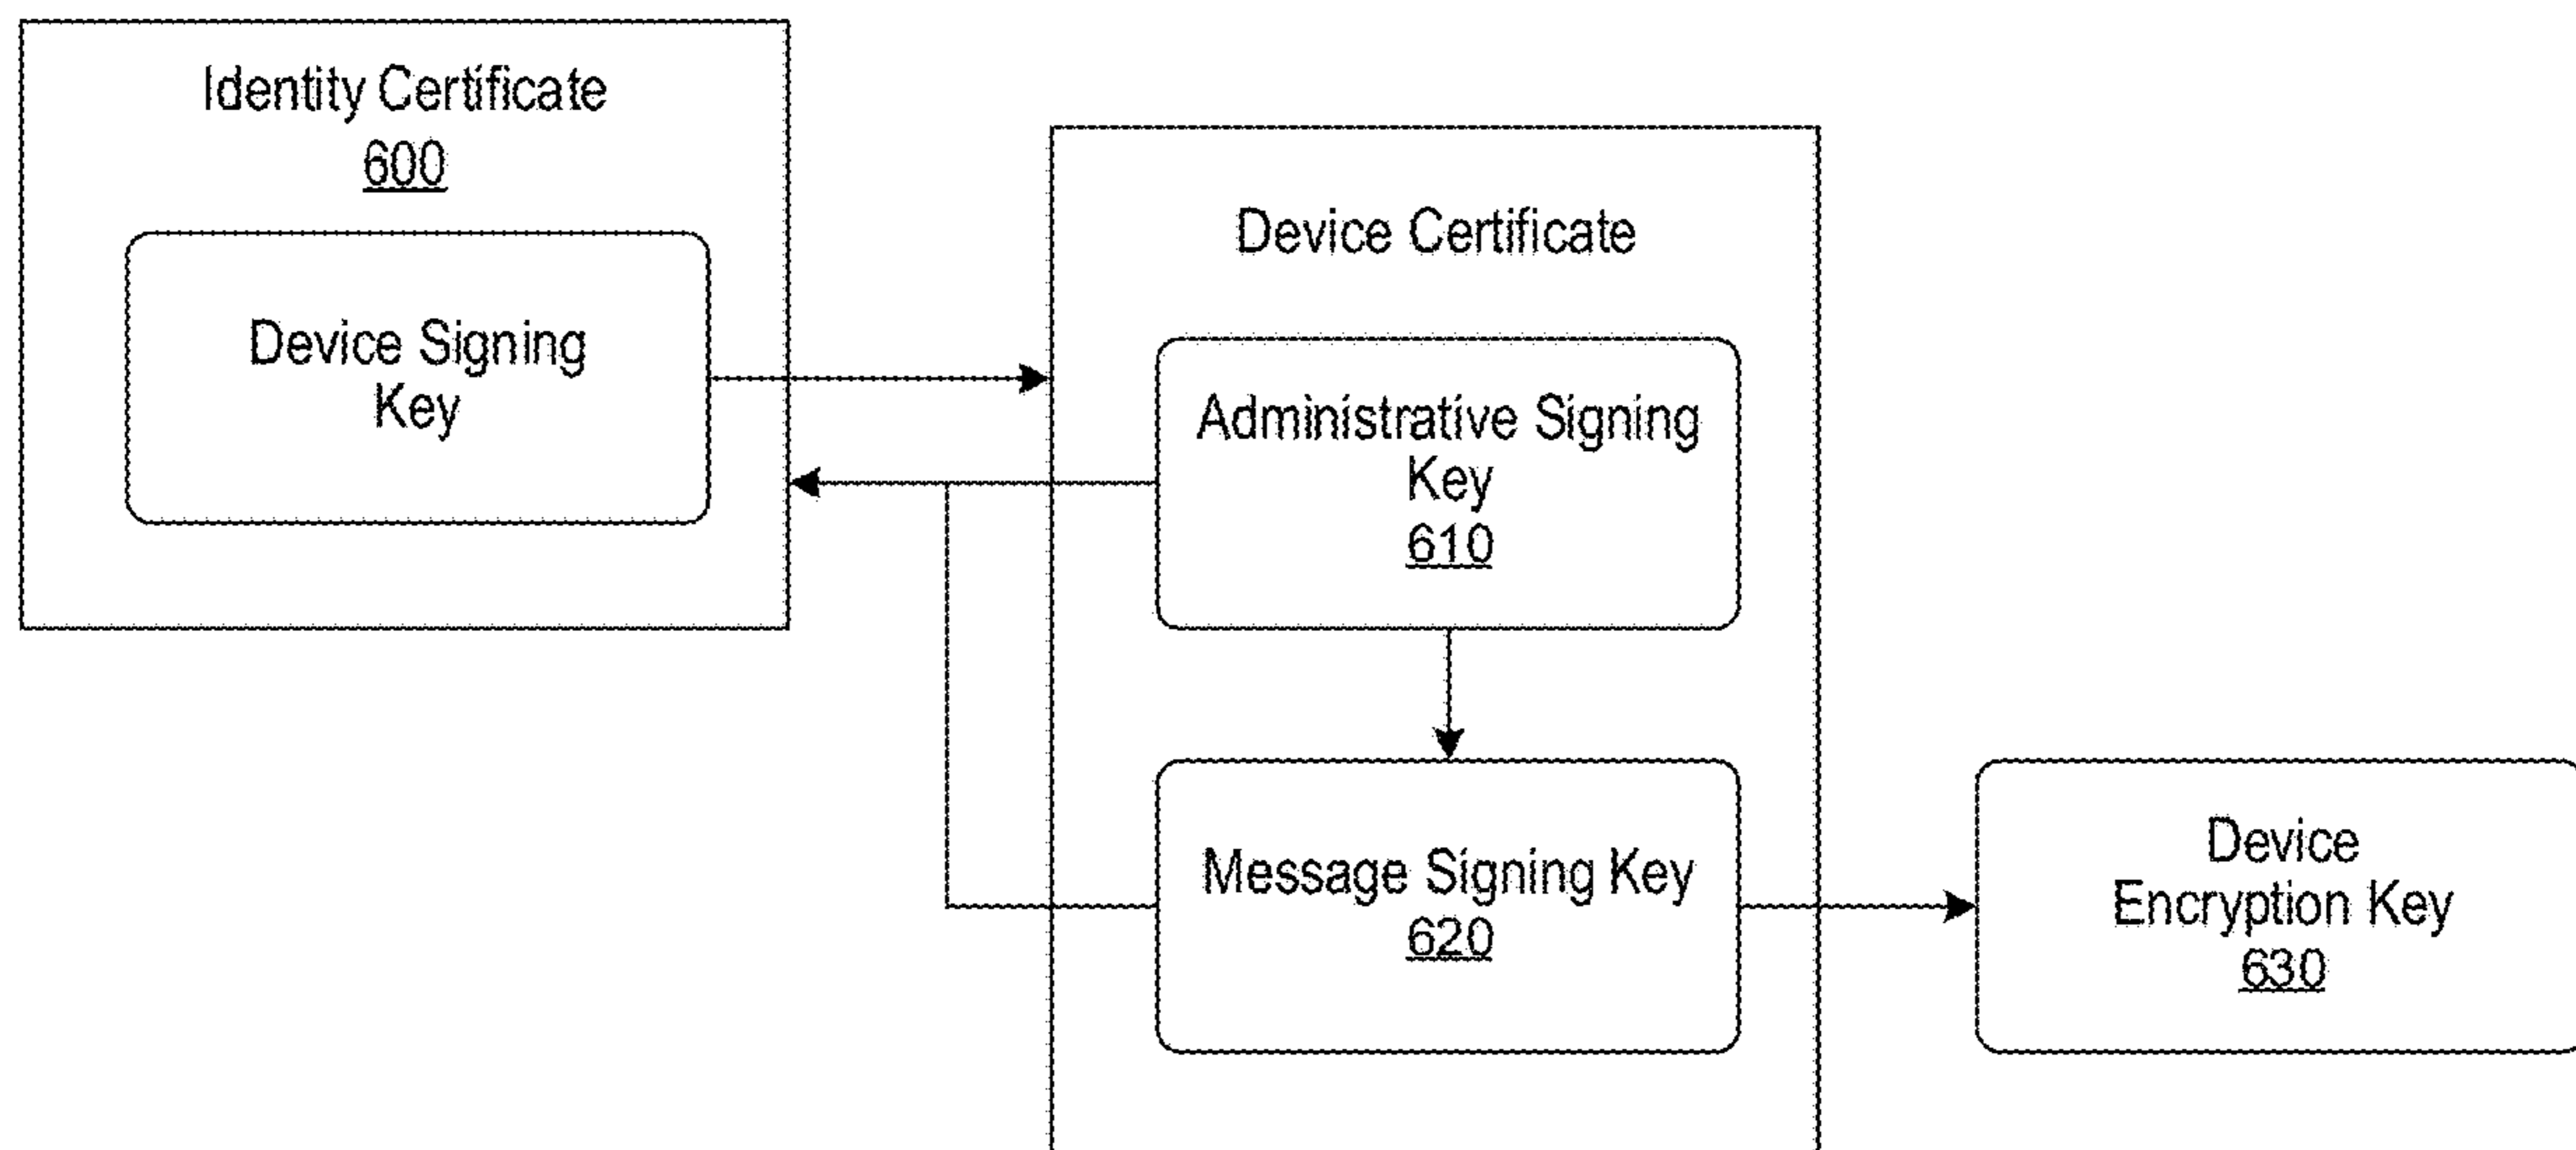 Identity Certificate
600
Device Signing
Key
Device Certificate
Administrative Signing
Key
610
Message Signing Key
620
Device
Encryption Key
630